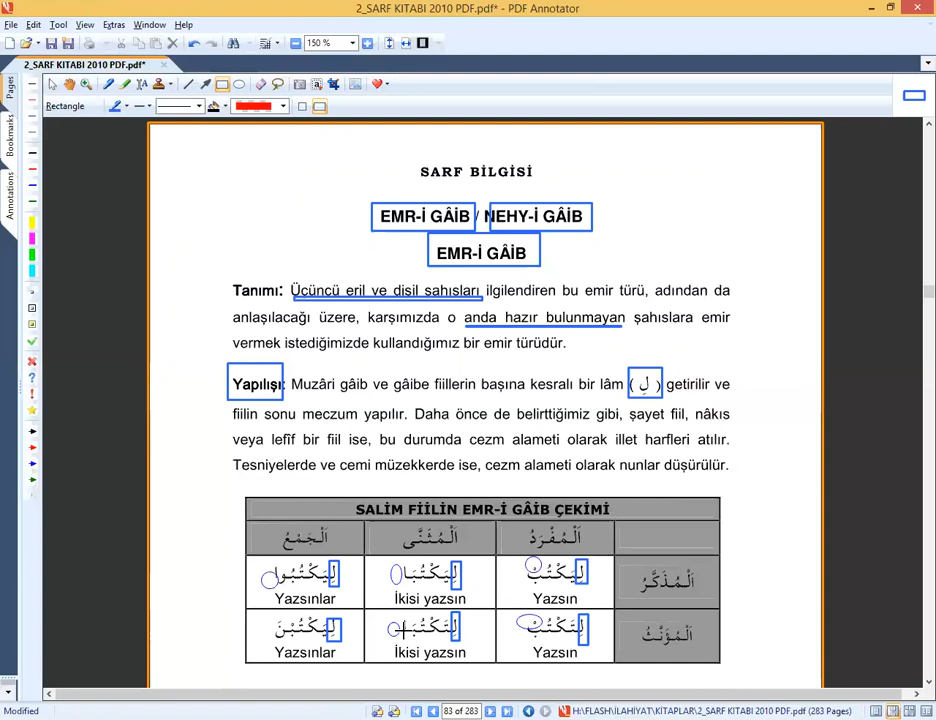 2_SARF KITABI 2010 PDF.pdf* - PDF Annotator
File Edit Tool View Extras Window Help
150 %
2_SARF KITABI 2010 PDF.pdf*
Rectangle
Pages
Bookmarks
Annotations
SARF BİLGİSİ
EMR-İ GÂİB / NEHY-İ GÂİB
EMR-İ GÂİB
Tanımı: Üçüncü eril ve dişil şahısları ilgilendiren bu emir türü, adından da
anlaşılacağı üzere, karşımızda o anda hazır bulunmayan şahıslara emir
vermek istediğimizde kullandığımız bir emir türüdür.
Yapılışı: Muzâri gâib ve gâibe fiillerin başına kesralı bir lâm ( لِ ) getirilir ve
fiilin sonu meczum yapılır. Daha önce de belirttiğimiz gibi, şayet fiil, nâkıs
veya lefîf bir fiil ise, bu durumda cezm alameti olarak illet harfleri atılır.
Tesniyelerde ve cemi müzekkerde ise, cezm alameti olarak nunlar düşürülür.
SALİM FİİLİN EMR-İ GÂİB ÇEKİMİ
اَلْمُفْرَدُ اَلْمُثَنَّى اَلْجَمْعُ
اَلْمُذَكَّرُ لِيَكْتُبْ لِيَكْتُبَا لِيَكْتُبُوا
Yazsınlar İkisi yazsın Yazsın
اَلْمُؤَنَّثُ لِتَكْتُبْ لِتَكْتُبَا لِيَكْتُبْنَ
Yazsınlar İkisi yazsın Yazsın
Modified
83 of 283
H:\FLASH\İLAHİYAT\KITAPLAR\2_SARF KITABI 2010 PDF.pdf (283 Pages)